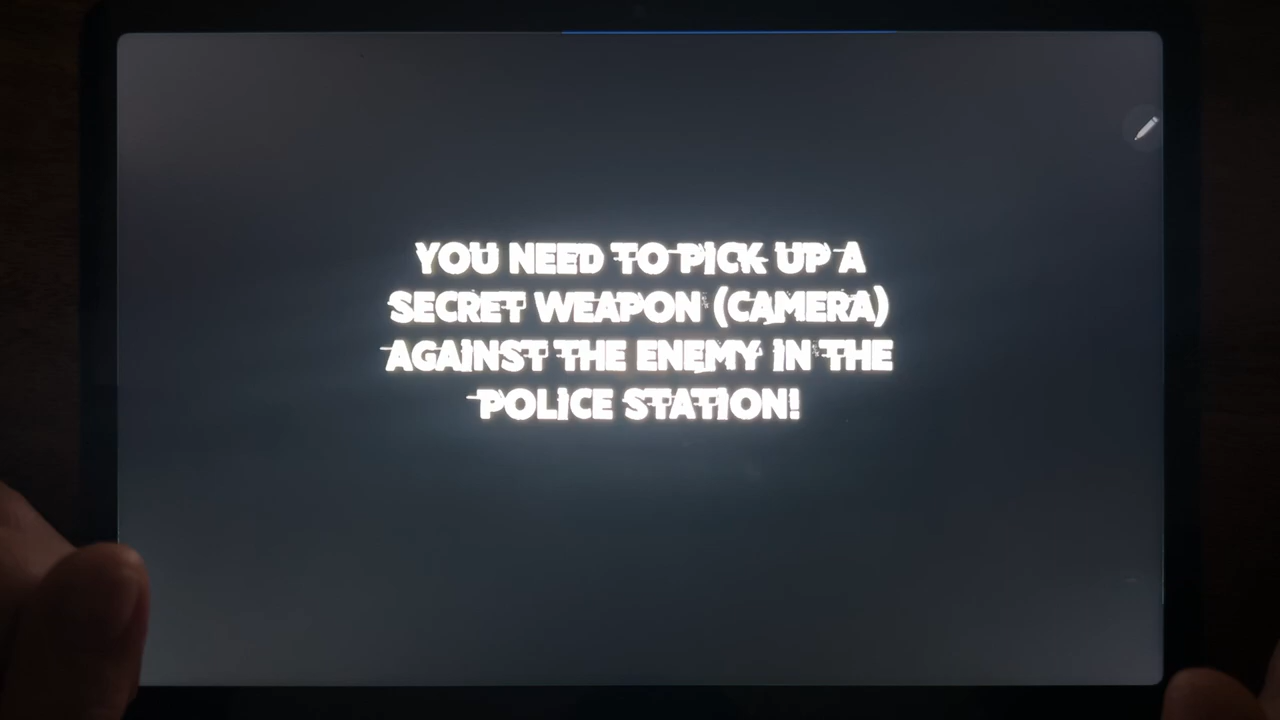 YOU NEED TO PICK UP A
SECRET WEAPON (CAMERA)
AGAINST THE ENEMY IN THE
POLICE STATION!